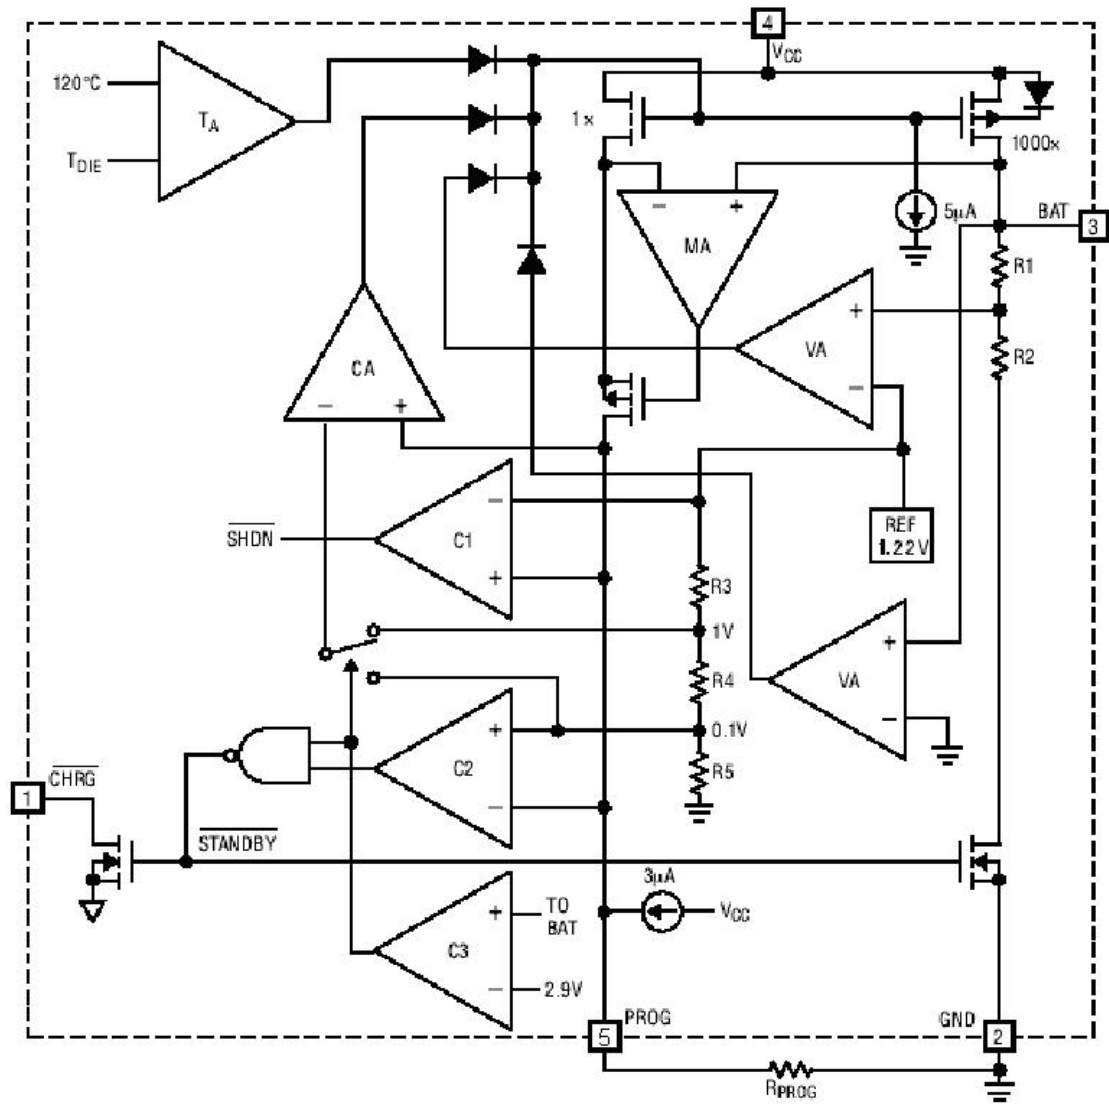 4
VCC
120°C
TA
TDIE
1×
1000×
5µA
BAT
3
− +
MA
R1
+
VA
−
R2
CA
− +
REF
1.22V
SHDN
−
C1
+
R3
1V
R4
0.1V
R5
+
VA
−
+
C2
−
CHRG
1
STANDBY
3µA
VCC
+
TO
BAT
C3
−
2.9V
PROG
5
GND
2
RPROG